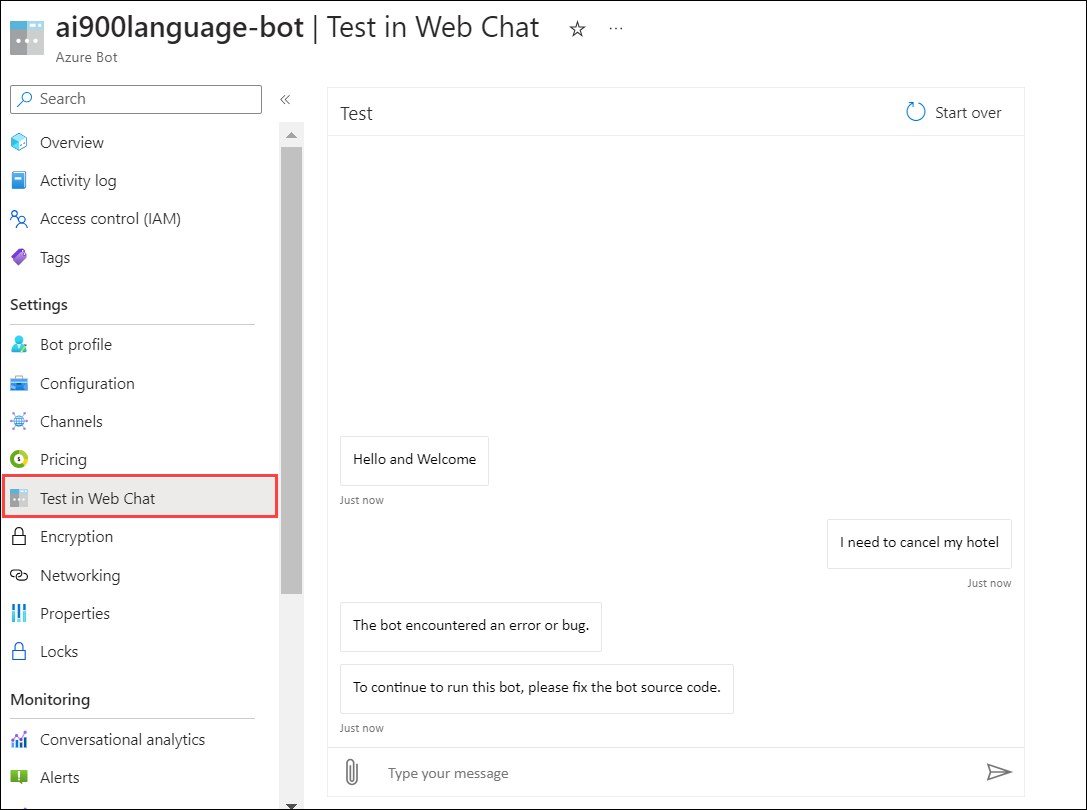 ai900language-bot | Test in Web Chat
Azure Bot
Search
Overview
Activity log
Access control (IAM)
Tags
Settings
Bot profile
Configuration
Channels
Pricing
Test in Web Chat
Encryption
Networking
Properties
Locks
Monitoring
Conversational analytics
Alerts
Test
Start over
Hello and Welcome
Just now
I need to cancel my hotel
Just now
The bot encountered an error or bug.
To continue to run this bot, please fix the bot source code.
Just now
Type your message